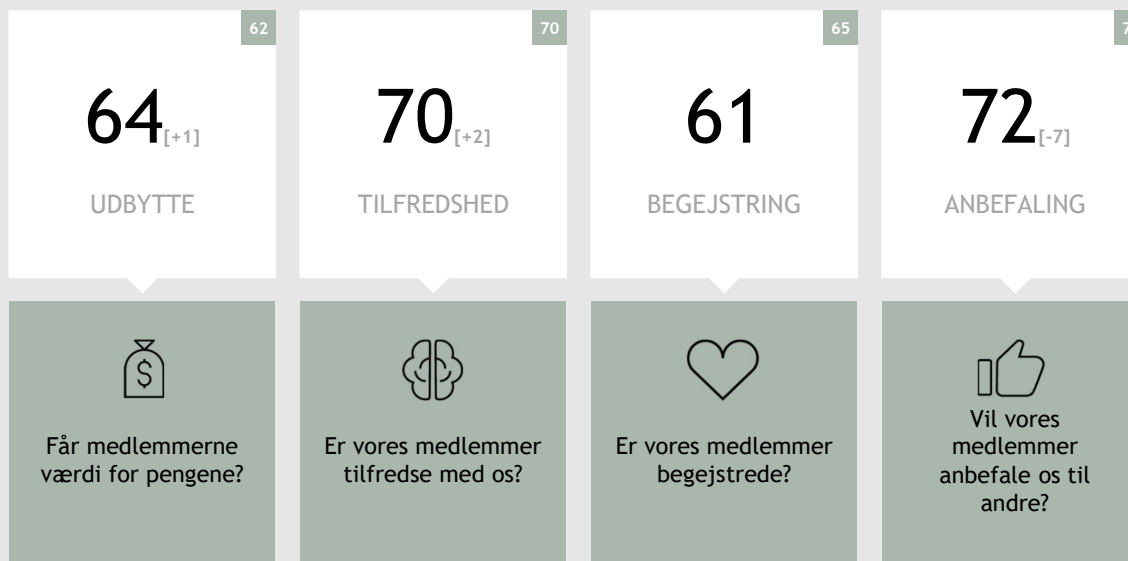 62
64[+1]
UDBYTTE
70
70[+2]
TILFREDSHED
65
61
BEGEJSTRING
72[-7]
ANBEFALING
Får medlemmerne
værdi for pengene?
Er vores medlemmer
tilfredse med os?
Er vores medlemmer
begejstrede?
Vil vores
medlemmer
anbefale os til
andre?